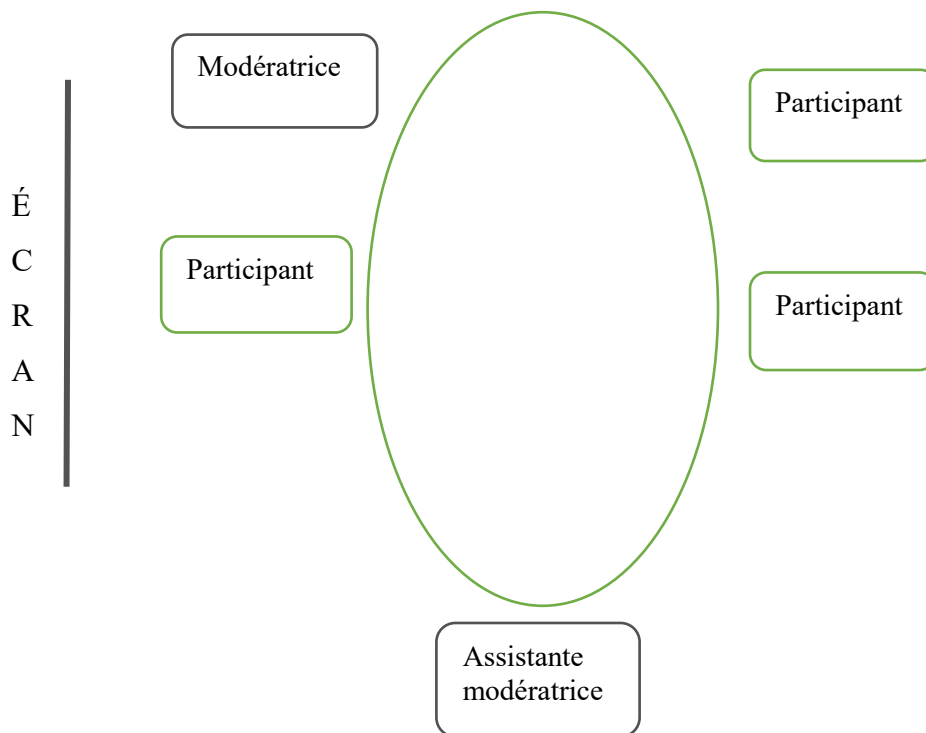 Modératrice
Participant
É
C
R
A
N
Participant
Participant
Assistante
modératrice